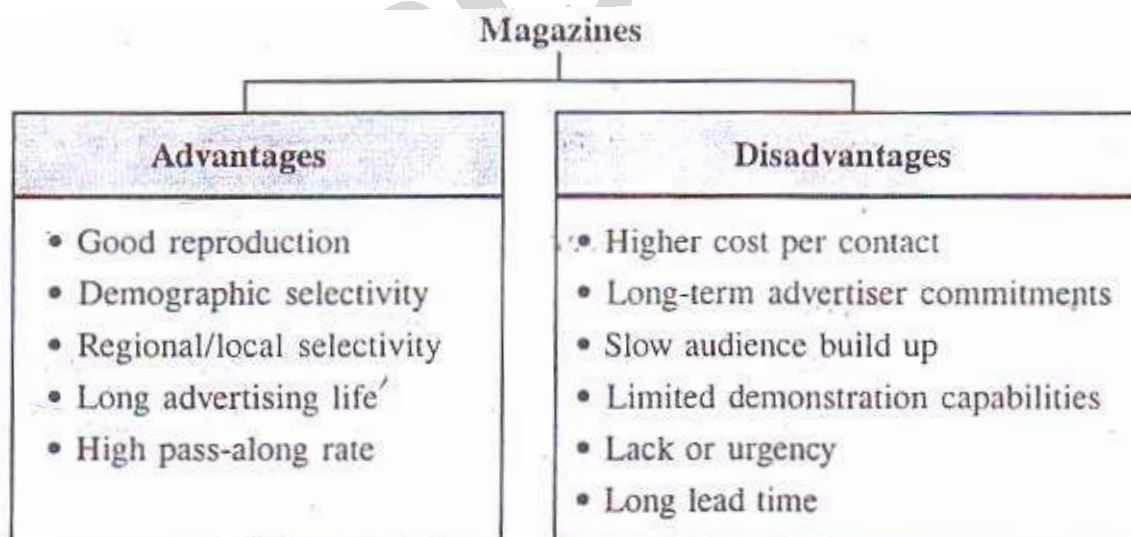 Magazines
Advantages
• Good reproduction
• Demographic selectivity
• Regional/local selectivity
• Long advertising life
• High pass-along rate
Disadvantages
• Higher cost per contact
• Long-term advertiser commitments
• Slow audience build up
• Limited demonstration capabilities
• Lack or urgency
• Long lead time